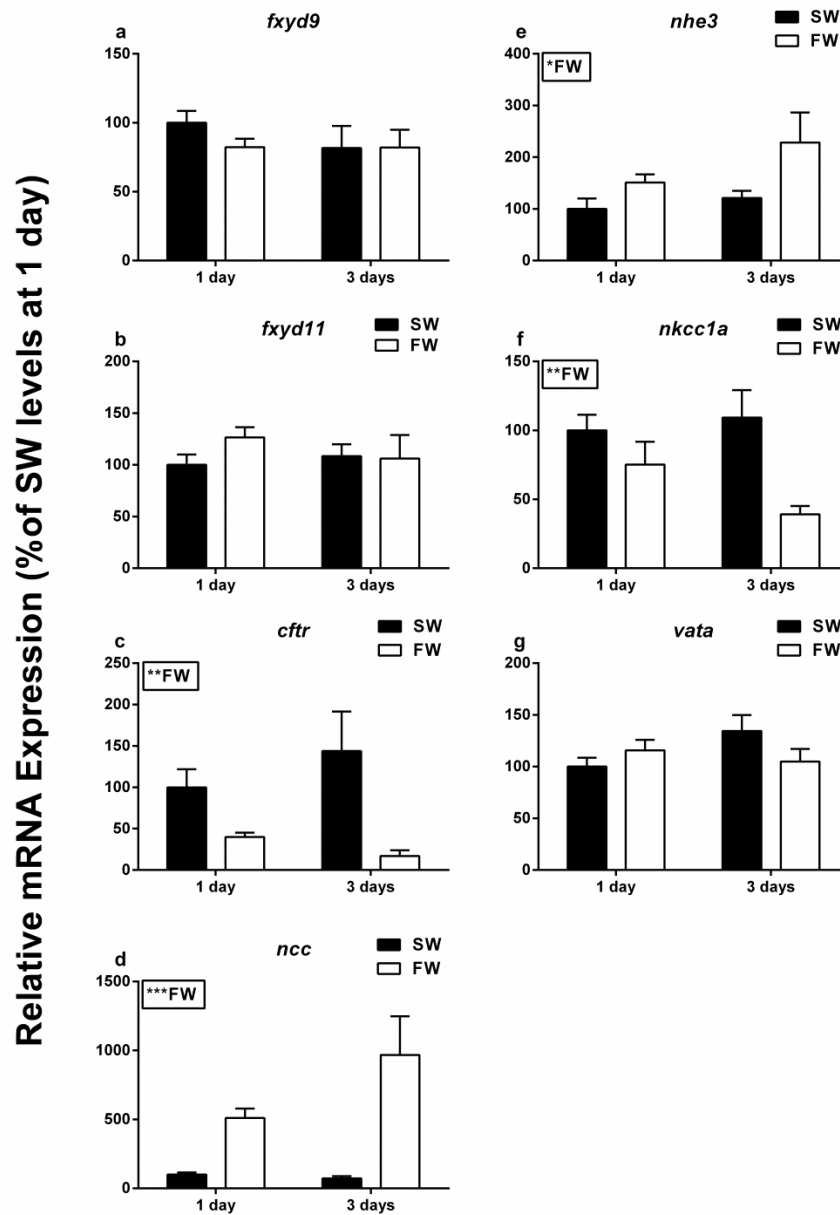 Relative mRNA Expression (% of SW levels at 1 day)
a
fxyd9
150
100
50
0
1 day
3 days
b
fxyd11
SW
FW
200
150
100
50
0
1 day
3 days
c
cftr
SW
FW
**FW
250
200
150
100
50
0
1 day
3 days
d
ncc
SW
FW
***FW
1500
1000
500
0
1 day
3 days
e
nhe3
SW
FW
*FW
400
300
200
100
0
1 day
3 days
f
nkcc1a
SW
FW
**FW
150
100
50
0
1 day
3 days
g
vata
SW
FW
200
150
100
50
0
1 day
3 days